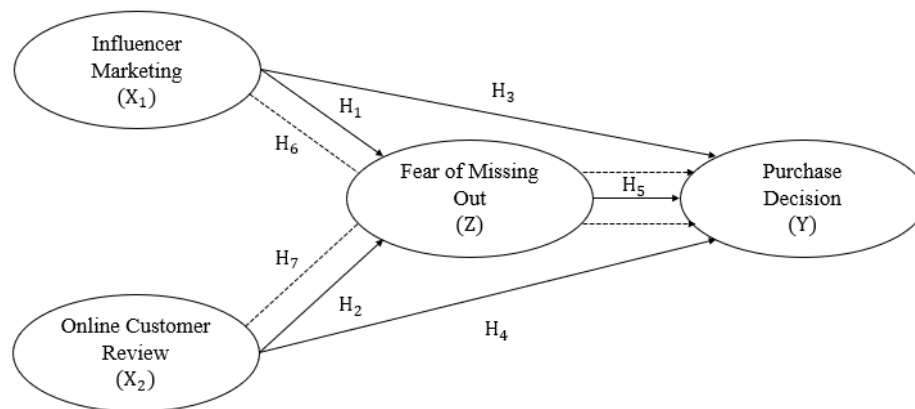 Influencer
Marketing
(X₁)
H₃
H₁
H₆
Fear of Missing
Out
(Z)
H₅
Purchase
Decision
(Y)
H₇
H₂
H₄
Online Customer
Review
(X₂)